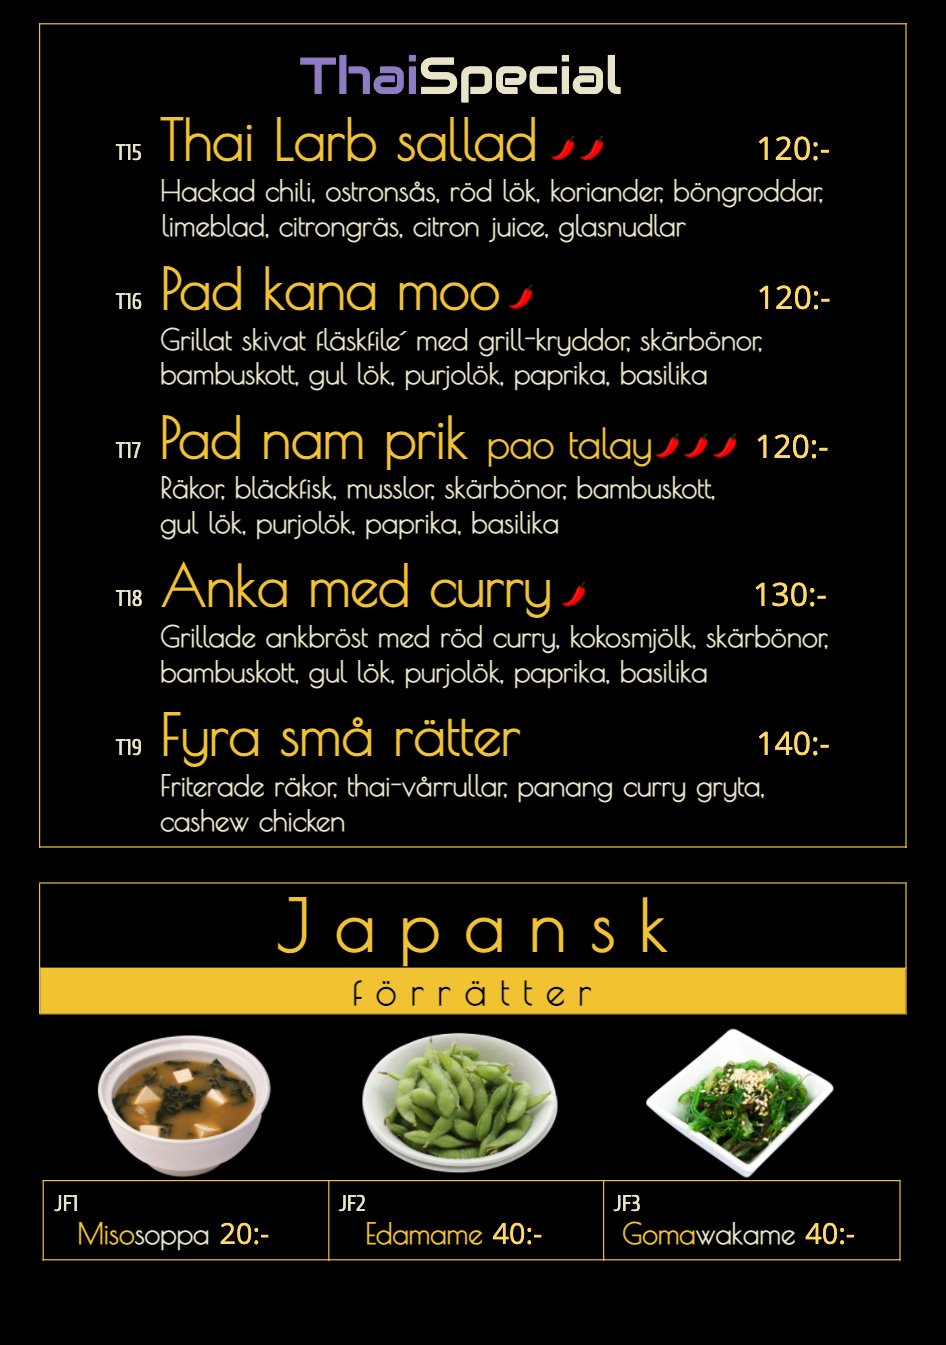 ThaiSpecial
T15 Thai Larb sallad 120:-
Hackad chili, ostronsås, röd lök, koriander, böngroddar,
limeblad, citrongräs, citron juice, glasnudlar
T16 Pad kana moo 120:-
Grillat skivat fläskfile´ med grill-kryddor, skärbönor,
bambuskott, gul lök, purjolök, paprika, basilika
T17 Pad nam prik pao talay 120:-
Räkor, bläckfisk, musslor, skärbönor, bambuskott,
gul lök, purjolök, paprika, basilika
T18 Anka med curry 130:-
Grillade ankbröst med röd curry, kokosmjölk, skärbönor,
bambuskott, gul lök, purjolök, paprika, basilika
T19 Fyra små rätter 140:-
Friterade räkor, thai-vårrullar, panang curry gryta,
cashew chicken
Japansk
förrätter
JF1
Misosoppa 20:-
JF2
Edamame 40:-
JF3
Gomawakame 40:-